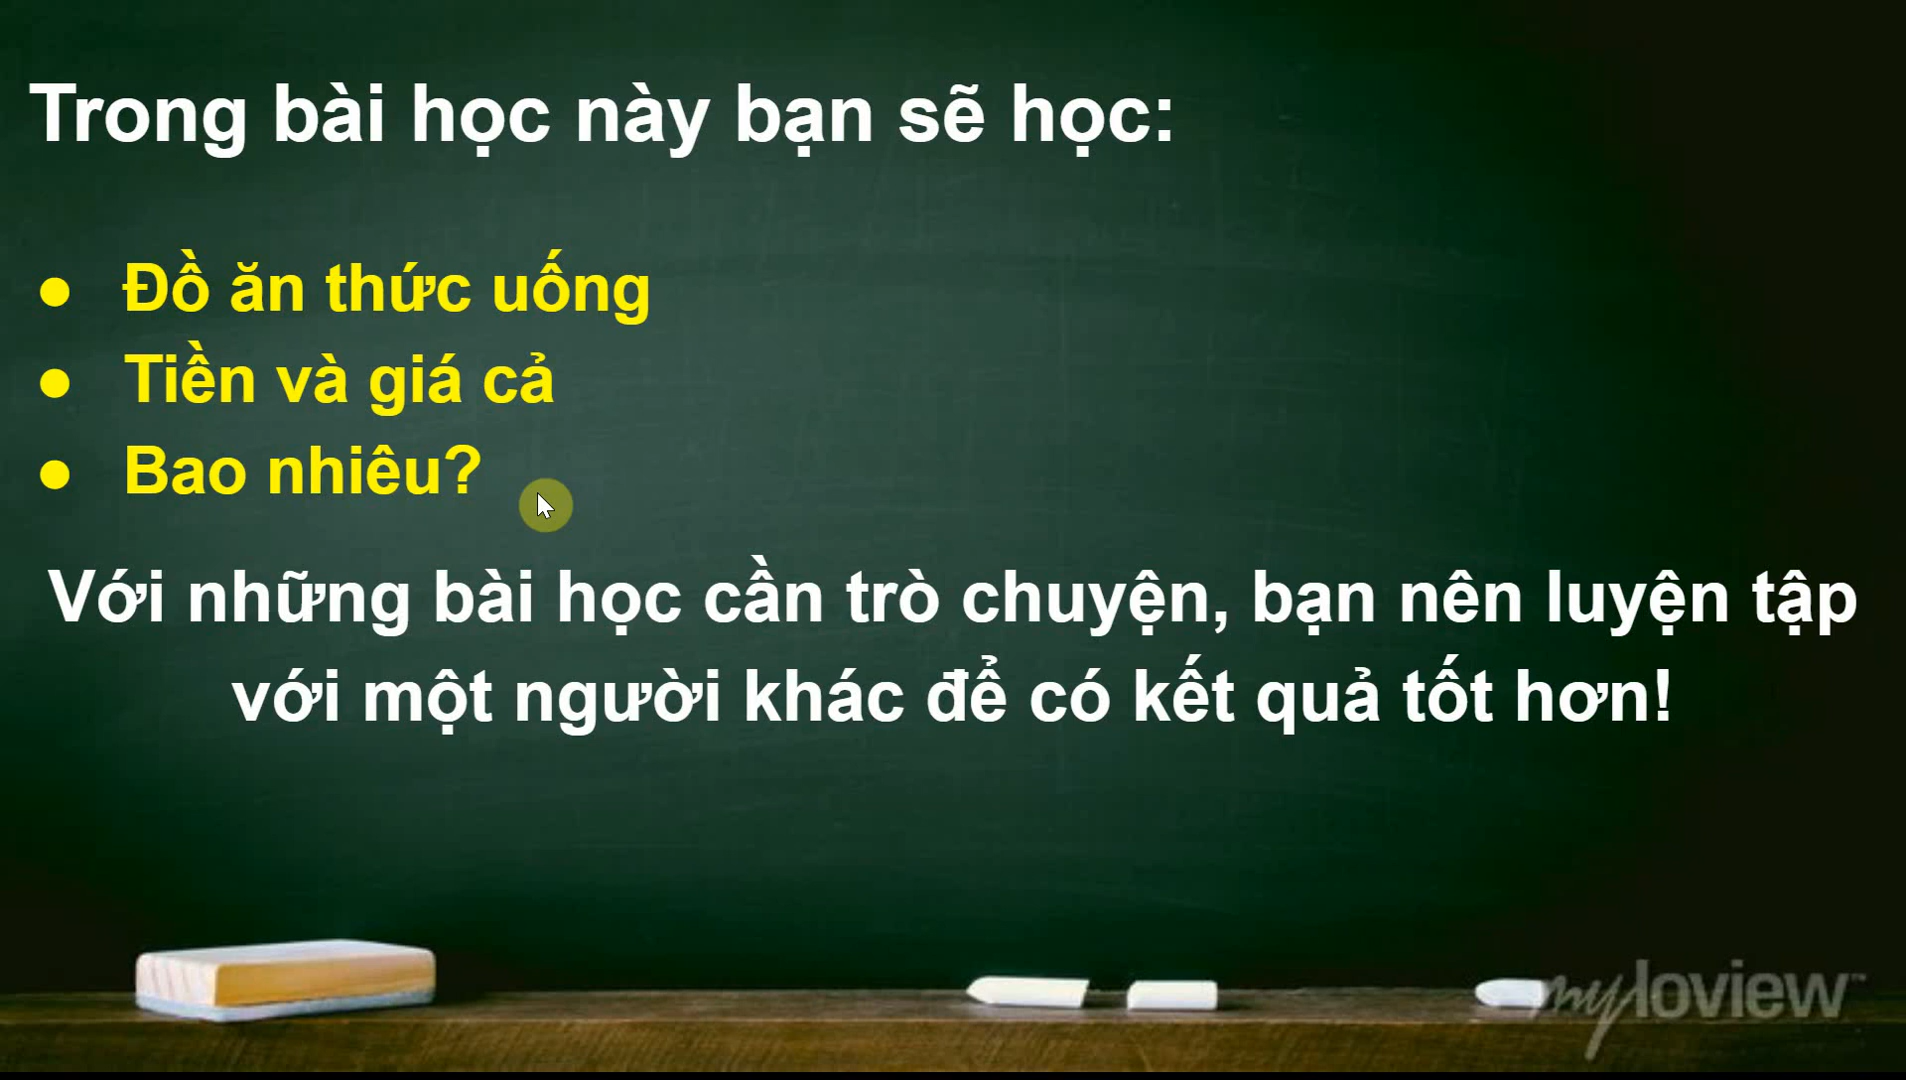 Trong bài học này bạn sẽ học:
● Đồ ăn thức uống
● Tiền và giá cả
● Bao nhiêu?
Với những bài học cần trò chuyện, bạn nên luyện tập
với một người khác để có kết quả tốt hơn!
myloview™